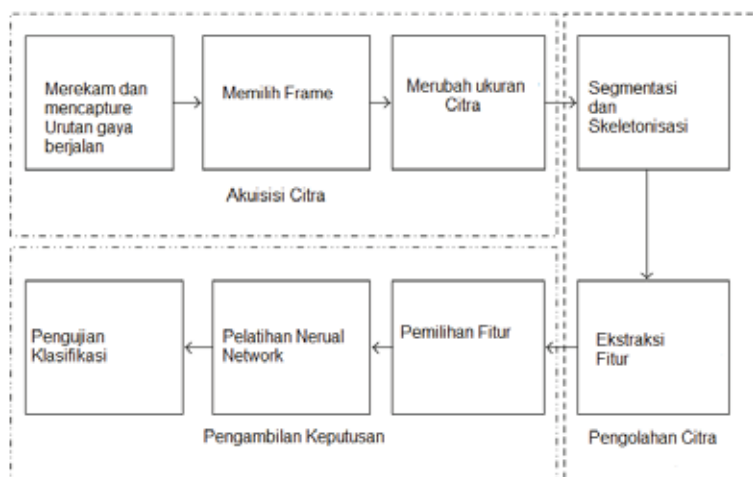 Merekam dan
mencapture
Urutan gaya
berjalan
Memilih Frame
Merubah ukuran
Citra
Segmentasi
dan
Skeletonisasi
Akuisisi Citra
Pengujian
Klasifikasi
Pelatihan Nerual
Network
Pemilihan Fitur
Ekstraksi
Fitur
Pengambilan Keputusan
Pengolahan Citra